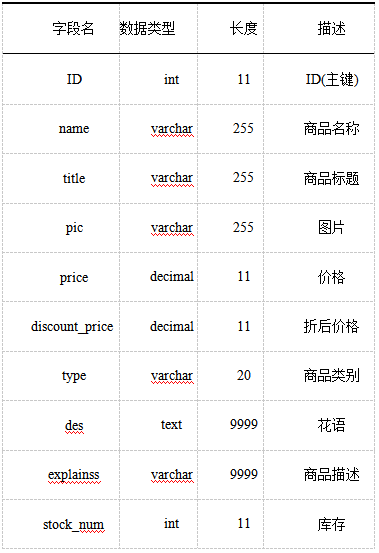 字段名 数据类型 长度 描述
ID int 11 ID(主键)
name varchar 255 商品名称
title varchar 255 商品标题
pic varchar 255 图片
price decimal 11 价格
discount_price decimal 11 折后价格
type varchar 20 商品类别
des text 9999 花语
explainss varchar 9999 商品描述
stock_num int 11 库存